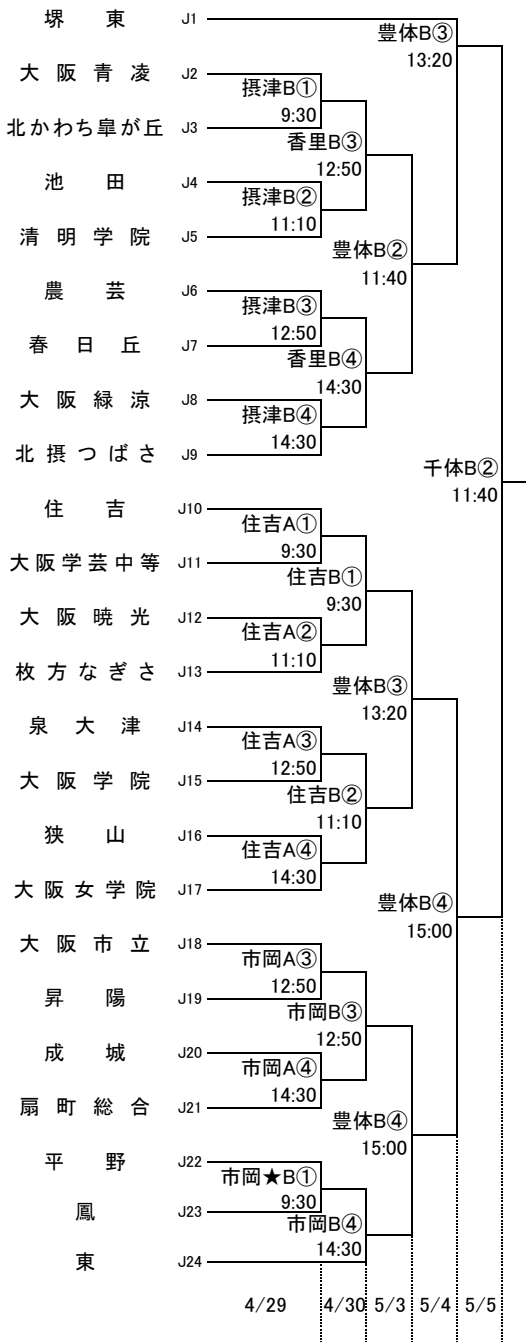 堺東 J1
豊体B③
13:20
大阪青凌 J2
摂津B①
9:30
北かわち皐が丘 J3
香里B③
12:50
池田 J4
摂津B②
11:10
清明学院 J5
豊体B②
11:40
農芸 J6
摂津B③
12:50
春日丘 J7
香里B④
14:30
大阪緑涼 J8
摂津B④
14:30
北摂つばさ J9
千体B②
11:40
住吉 J10
住吉A①
9:30
大阪学芸中等 J11
住吉B①
9:30
大阪暁光 J12
住吉A②
11:10
枚方なぎさ J13
豊体B③
13:20
泉大津 J14
住吉A③
12:50
大阪学院 J15
住吉B②
11:10
狭山 J16
住吉A④
14:30
大阪女学院 J17
豊体B④
15:00
大阪市立 J18
市岡A③
12:50
昇陽 J19
市岡B③
12:50
成城 J20
市岡A④
14:30
扇町総合 J21
豊体B④
15:00
平野 J22
市岡★B①
9:30
鳳 J23
市岡B④
14:30
東 J24
4/29 4/30 5/3 5/4 5/5